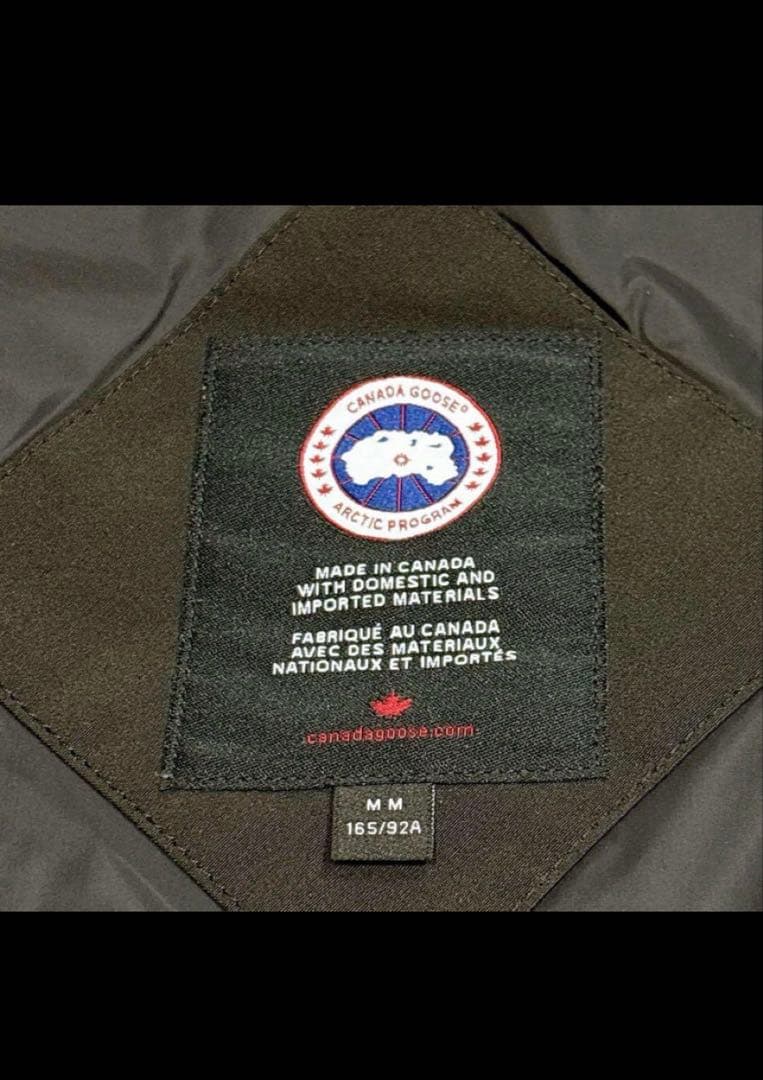 CANADA GOOSE®
ARCTIC PROGRAM
MADE IN CANADA
WITH DOMESTIC AND
IMPORTED MATERIALS
FABRIQUÉ AU CANADA
AVEC DES MATERIAUX
NATIONAUX ET IMPORTÉS
canadagoose.com
M M
165/92A